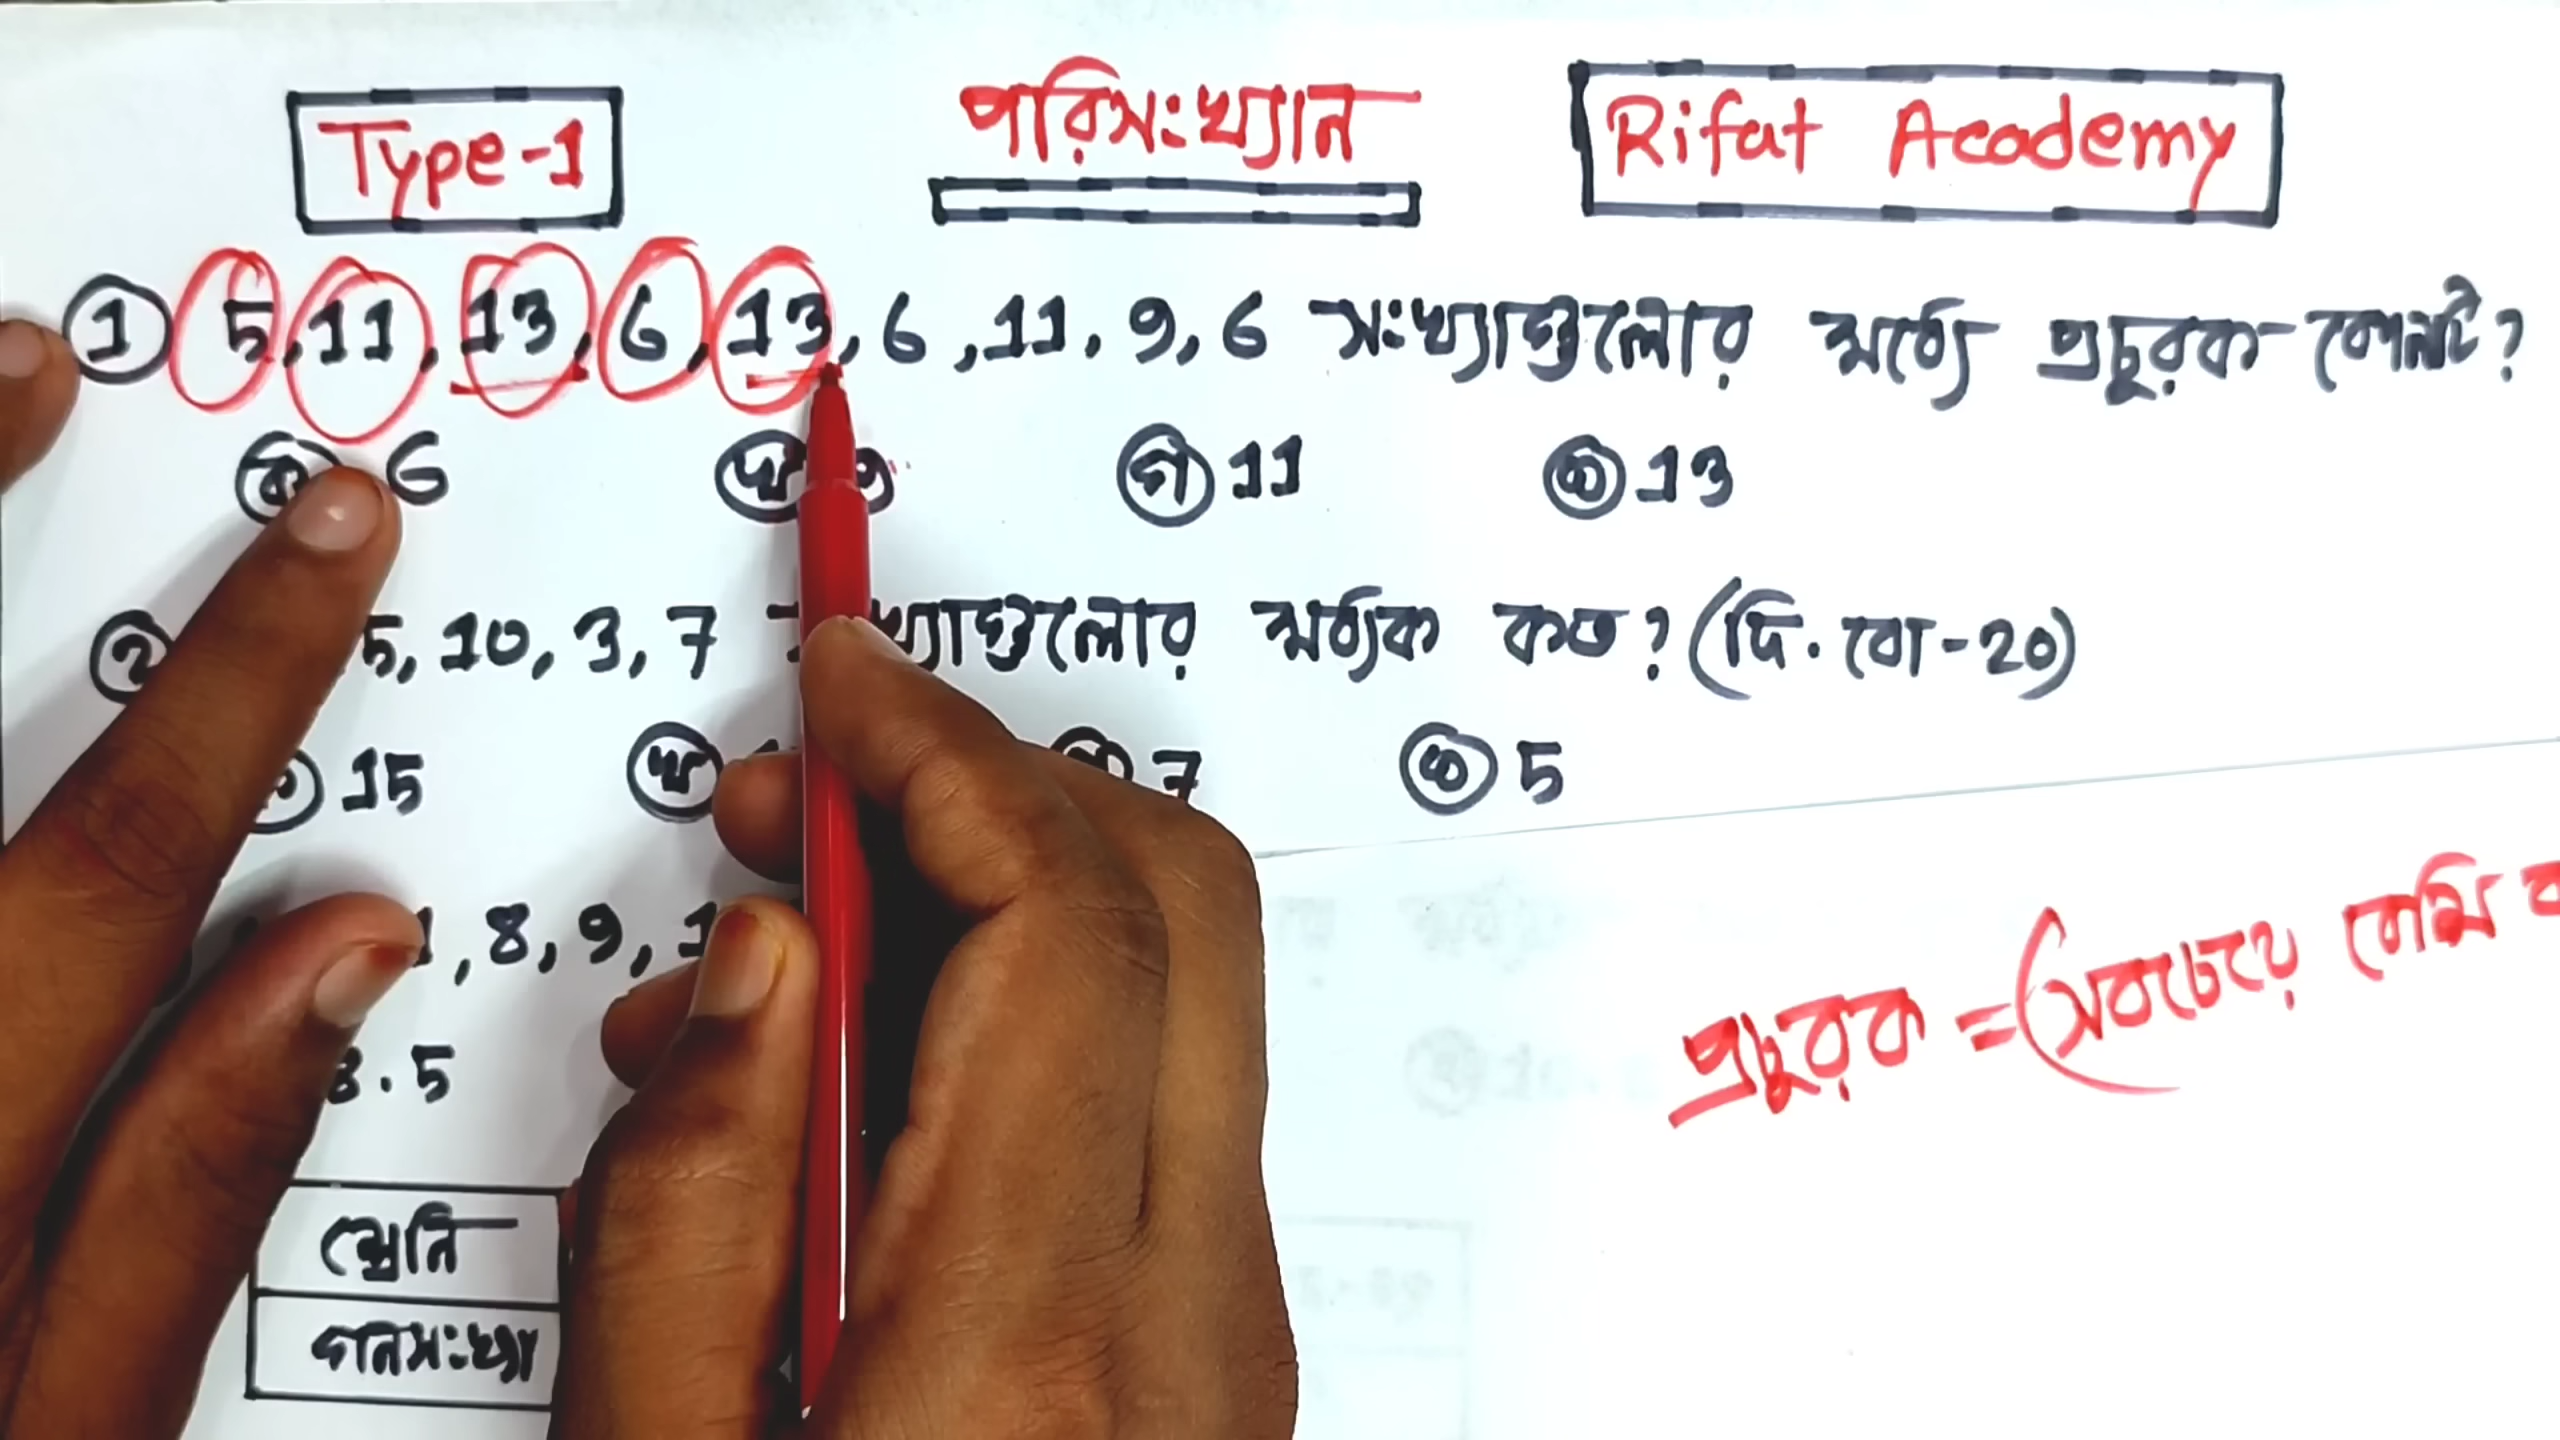 Type-1
পরিসংখ্যান
Rifat Academy
1 5, 11, 13, 6, 13, 6, 11, 9, 6 সংখ্যাগুলোর মধ্যে প্রচুরক কোনটি?
ক 6 খ গ 11 ঘ 13
2 5, 10, 3, 7 মধ্যক কত? (দি. বো-20)
15 খ 7 ঘ 5
, 8, 9,
.5
প্রচুরক = (সবচেয়ে বেশি
শ্রেনি
গনসংখ্যা